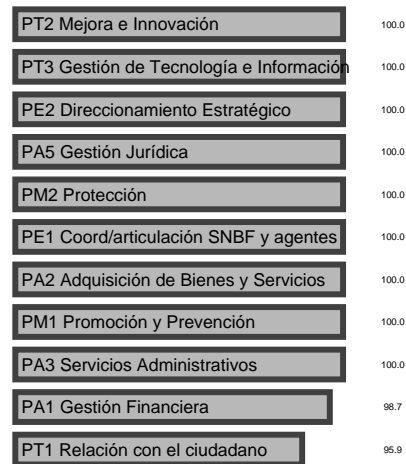 PT2 Mejora e Innovación 100.0
PT3 Gestión de Tecnología e Información 100.0
PE2 Direccionamiento Estratégico 100.0
PA5 Gestión Jurídica 100.0
PM2 Protección 100.0
PE1 Coord/articulación SNBF y agentes 100.0
PA2 Adquisición de Bienes y Servicios 100.0
PM1 Promoción y Prevención 100.0
PA3 Servicios Administrativos 100.0
PA1 Gestión Financiera 98.7
PT1 Relación con el ciudadano 95.9